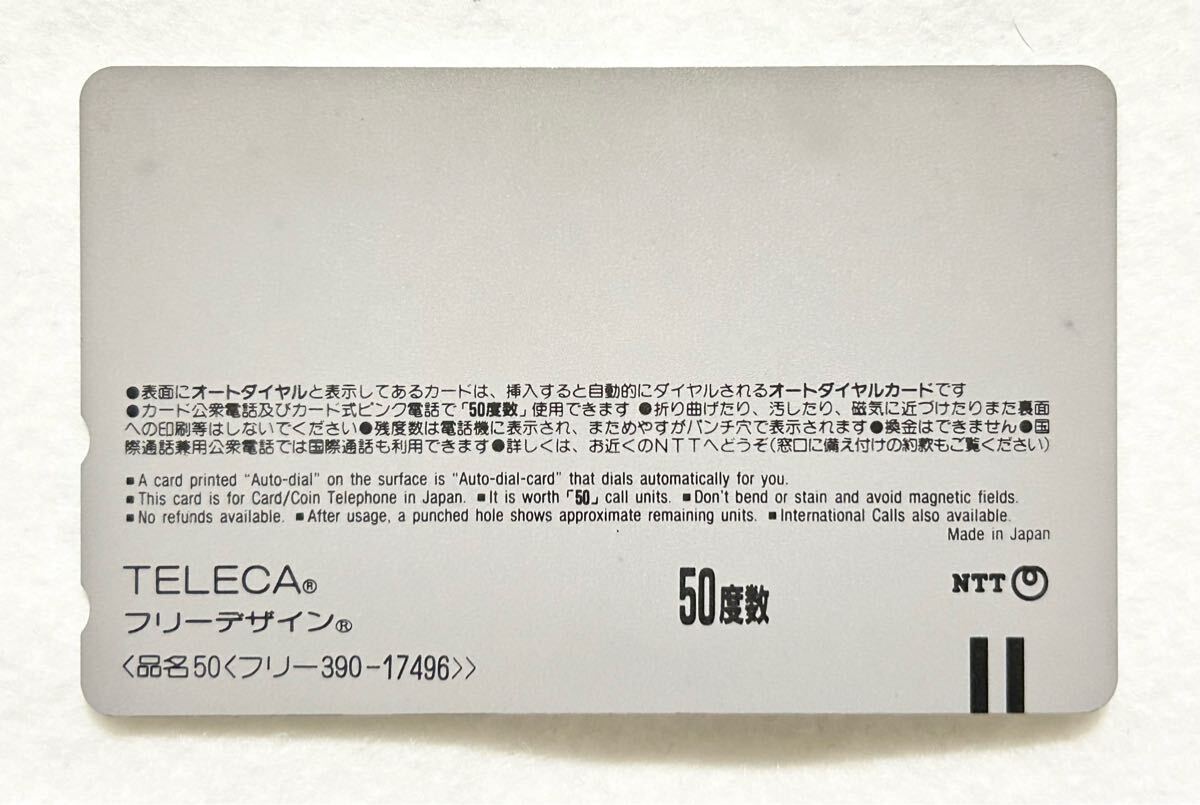 ●表面にオートダイヤルと表示してあるカードは、挿入すると自動的にダイヤルされるオートダイヤルカードです
●カード公衆電話及びカード式ピンク電話で「50度数」使用できます ●折り曲げたり、汚したり、磁気に近づけたりまた裏面
への印刷等はしないでください●残度数は電話機に表示され、まためやすがパンチ穴で表示されます●換金はできません●国
際通話兼用公衆電話では国際通話も利用できます●詳しくは、お近くのNTTへどうぞ(窓口に備え付けの約款もご覧ください)
■A card printed "Auto-dial" on the surface is "Auto-dial-card" that dials automatically for you.
■This card is for Card/Coin Telephone in Japan. ■It is worth「50」call units. ■Don't bend or stain and avoid magnetic fields.
■No refunds available. ■After usage, a punched hole shows approximate remaining units. ■International Calls also available.
Made in Japan
TELECA®
フリーデザイン®
50度数
NTT
〈品名50〈フリー390-17496〉〉